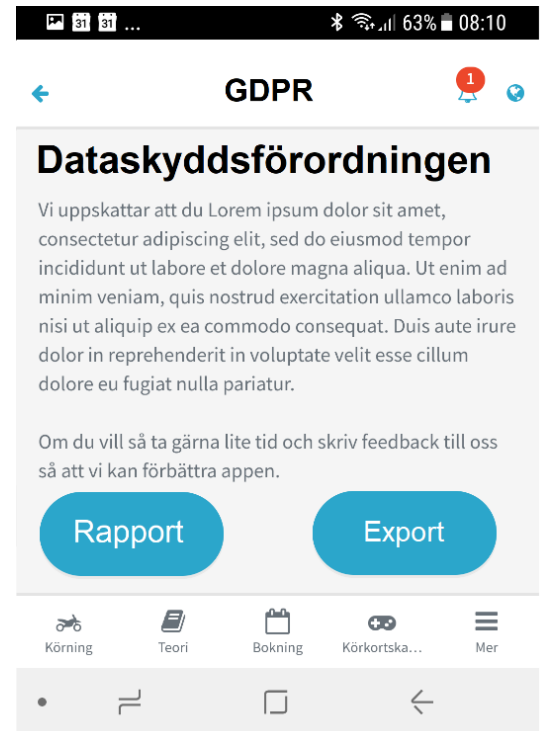 31 31 ... 63% 08:10
GDPR
1
Dataskyddsförordningen
Vi uppskattar att du Lorem ipsum dolor sit amet,
consectetur adipiscing elit, sed do eiusmod tempor
incididunt ut labore et dolore magna aliqua. Ut enim ad
minim veniam, quis nostrud exercitation ullamco laboris
nisi ut aliquip ex ea commodo consequat. Duis aute irure
dolor in reprehenderit in voluptate velit esse cillum
dolore eu fugiat nulla pariatur.
Om du vill så ta gärna lite tid och skriv feedback till oss
så att vi kan förbättra appen.
Rapport Export
Körning Teori Bokning Körkortska... Mer